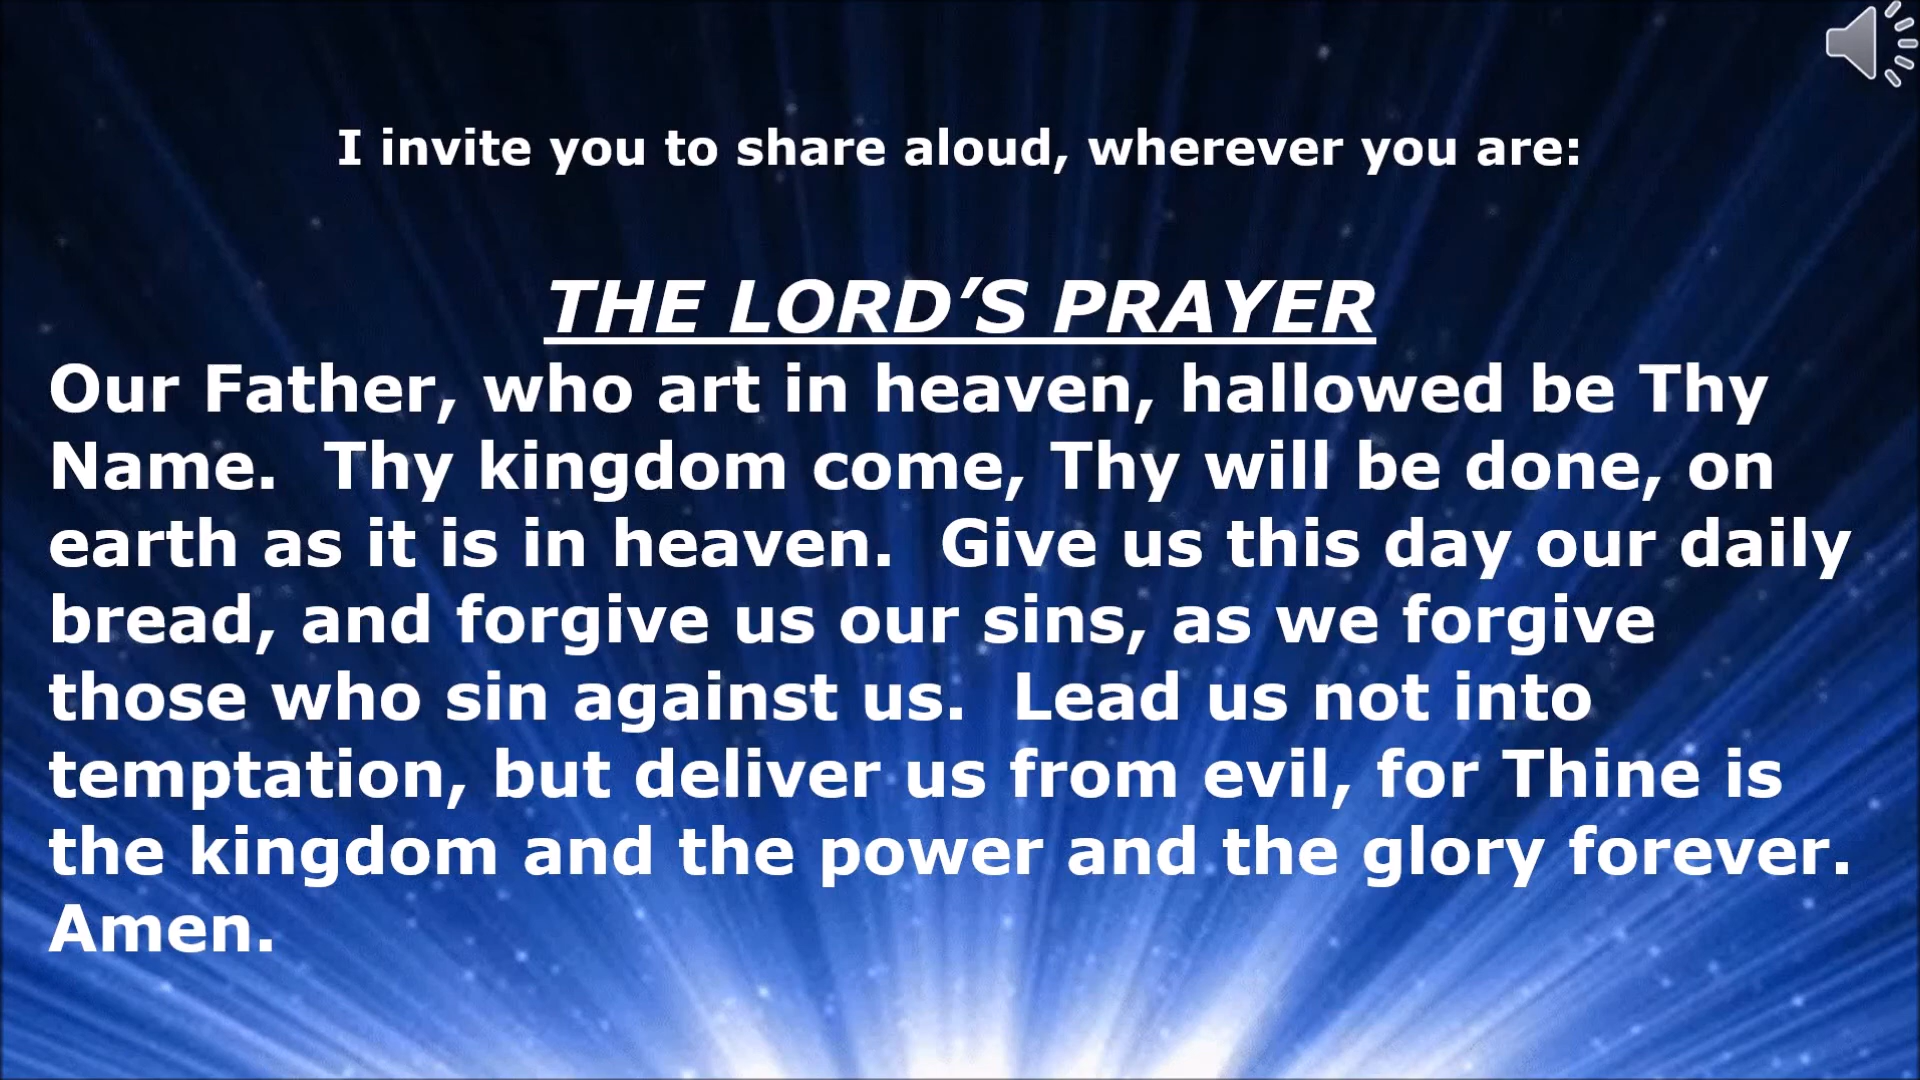 I invite you to share aloud, wherever you are:
THE LORD’S PRAYER
Our Father, who art in heaven, hallowed be Thy
Name.  Thy kingdom come, Thy will be done, on
earth as it is in heaven.  Give us this day our daily
bread, and forgive us our sins, as we forgive
those who sin against us.  Lead us not into
temptation, but deliver us from evil, for Thine is
the kingdom and the power and the glory forever.
Amen.